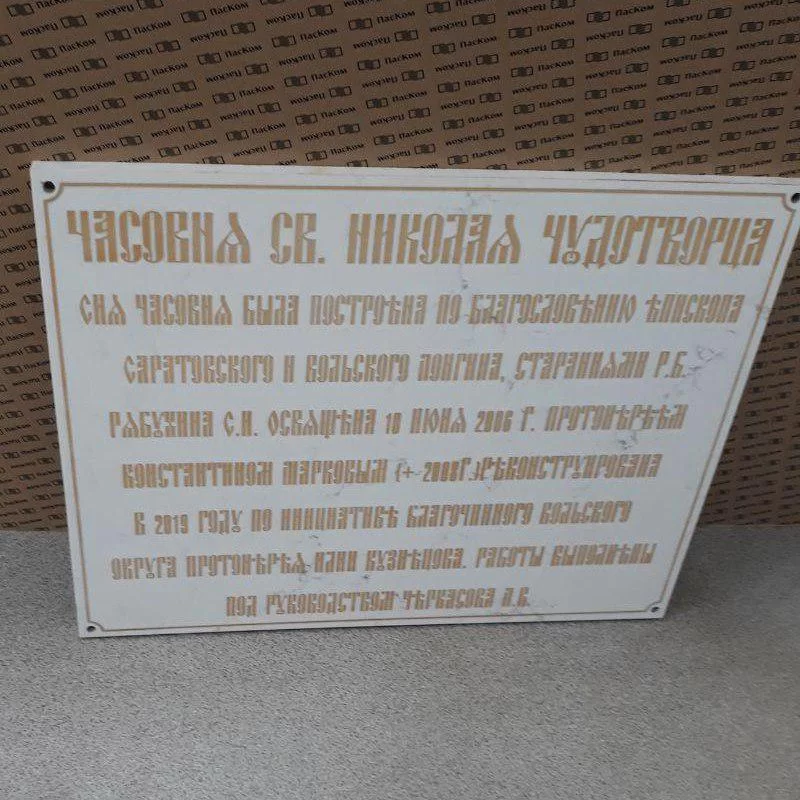 ПасКом
ЧАСОВНЯ СВ. НИКОЛАЯ ЧУДОТВОРЦА
СИЯ ЧАСОВНЯ БЫЛА ПОСТРОЕНА ПО БЛАГОСЛОВЕНИЮ ЕПИСКОПА
САРАТОВСКОГО И ВОЛЬСКОГО ЛОНГИНА, СТАРАНИЯМИ Р.Б.
РЯБУХИНА С.И. ОСВЯЩЕНА 18 ИЮНЯ 2006 Г. ПРОТОИЕРЕЕМ
КОНСТАНТИНОМ МАРКОВЫМ (+ 2008Г.) РЕКОНСТРУИРОВАНА
В 2019 ГОДУ ПО ИНИЦИАТИВЕ БЛАГОЧИННОГО ВОЛЬСКОГО
ОКРУГА ПРОТОИЕРЕЯ ИЛИИ КУЗНЕЦОВА. РАБОТЫ ВЫПОЛНЕНЫ
ПОД РУКОВОДСТВОМ ЧЕРКАСОВА Л.В.